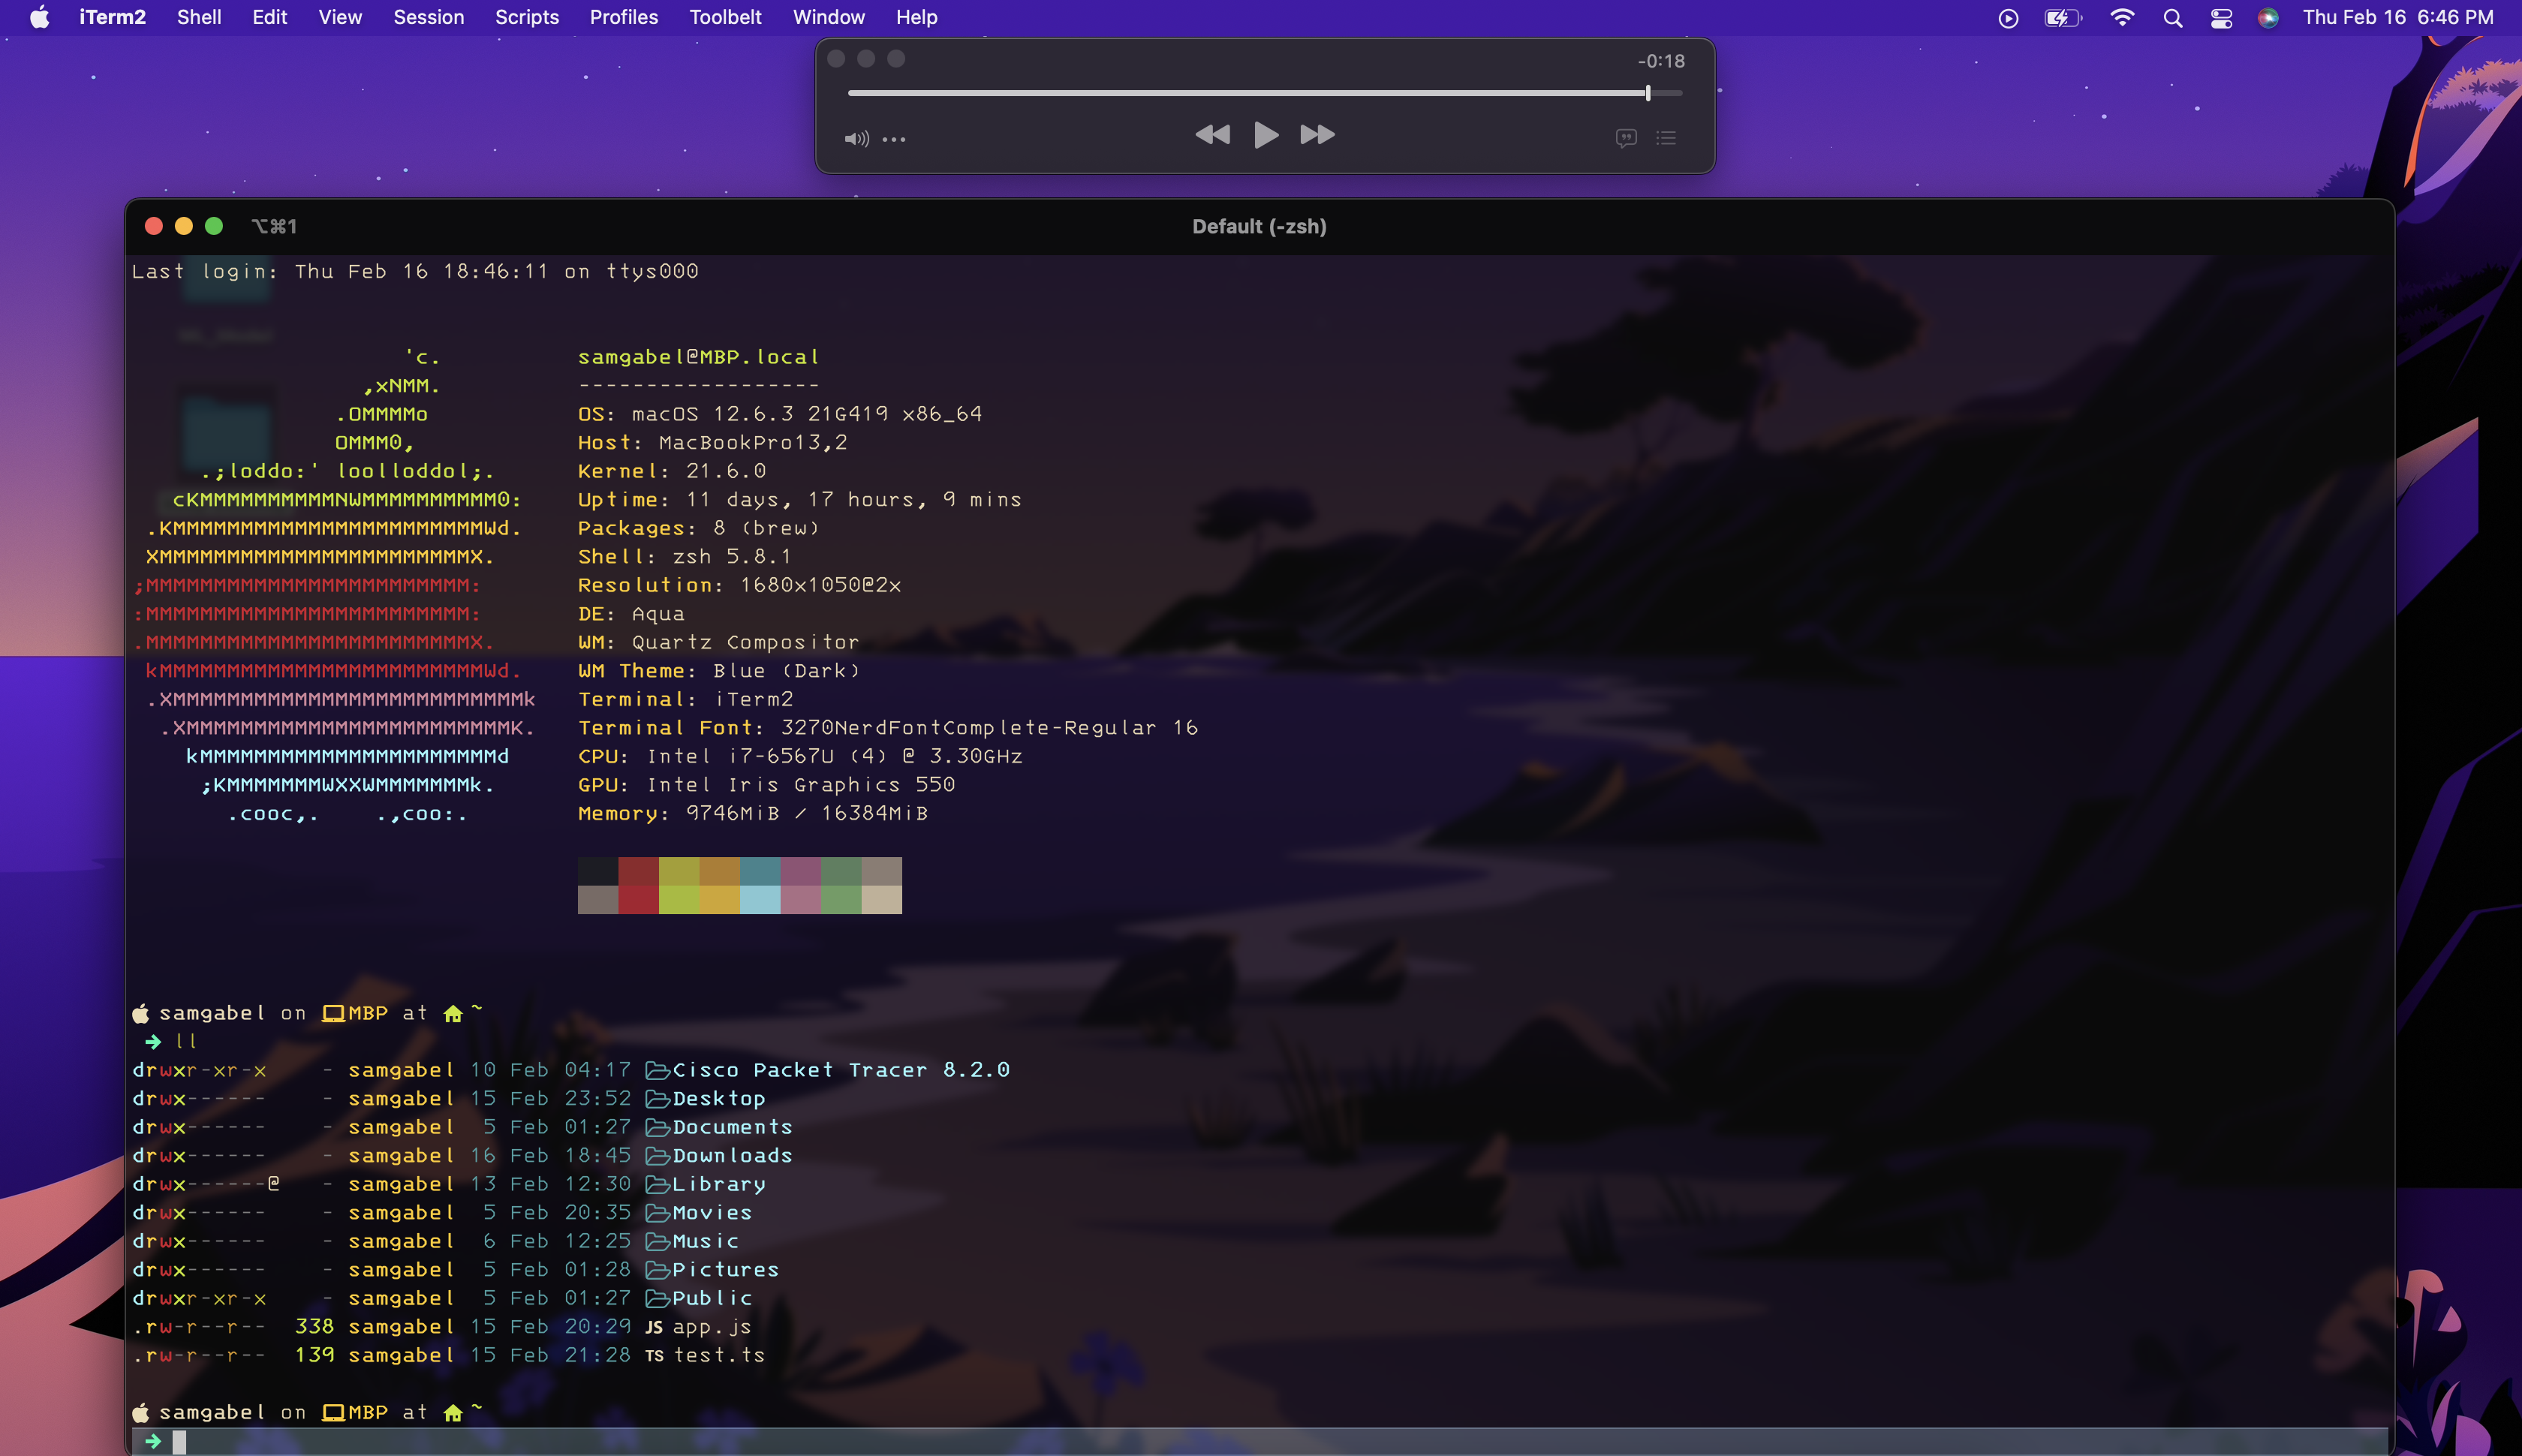 iTerm2 Shell Edit View Session Scripts Profiles Toolbelt Window Help Thu Feb 16 6:46 PM
-0:18
⌥⌘1 Default (-zsh)
Last login: Thu Feb 16 18:46:11 on ttys000
'c. samgabel@MBP.local
,xNMM. ------------------
.OMMMMo OS: macOS 12.6.3 21G419 x86_64
OMMM0, Host: MacBookPro13,2
.;loddo:' loolloddol;. Kernel: 21.6.0
cKMMMMMMMMMMNWMMMMMMMMMM0: Uptime: 11 days, 17 hours, 9 mins
.KMMMMMMMMMMMMMMMMMMMMMMMWd. Packages: 8 (brew)
XMMMMMMMMMMMMMMMMMMMMMMMX. Shell: zsh 5.8.1
;MMMMMMMMMMMMMMMMMMMMMMMM: Resolution: 1680x1050@2x
:MMMMMMMMMMMMMMMMMMMMMMMM: DE: Aqua
.MMMMMMMMMMMMMMMMMMMMMMMMX. WM: Quartz Compositor
kMMMMMMMMMMMMMMMMMMMMMMMMWd. WM Theme: Blue (Dark)
.XMMMMMMMMMMMMMMMMMMMMMMMMMMk Terminal: iTerm2
.XMMMMMMMMMMMMMMMMMMMMMMMMK. Terminal Font: 3270NerdFontComplete-Regular 16
kMMMMMMMMMMMMMMMMMMMMMMd CPU: Intel i7-6567U (4) @ 3.30GHz
;KMMMMMMMWXXWMMMMMMMk. GPU: Intel Iris Graphics 550
.cooc,. .,coo:. Memory: 9746MiB / 16384MiB
samgabel on MBP at ~
➜ ll
drwxr-xr-x - samgabel 10 Feb 04:17 Cisco Packet Tracer 8.2.0
drwx------ - samgabel 15 Feb 23:52 Desktop
drwx------ - samgabel 5 Feb 01:27 Documents
drwx------ - samgabel 16 Feb 18:45 Downloads
drwx------@ - samgabel 13 Feb 12:30 Library
drwx------ - samgabel 5 Feb 20:35 Movies
drwx------ - samgabel 6 Feb 12:25 Music
drwx------ - samgabel 5 Feb 01:28 Pictures
drwxr-xr-x - samgabel 5 Feb 01:27 Public
.rw-r--r-- 338 samgabel 15 Feb 20:29 JS app.js
.rw-r--r-- 139 samgabel 15 Feb 21:28 TS test.ts
samgabel on MBP at ~
➜